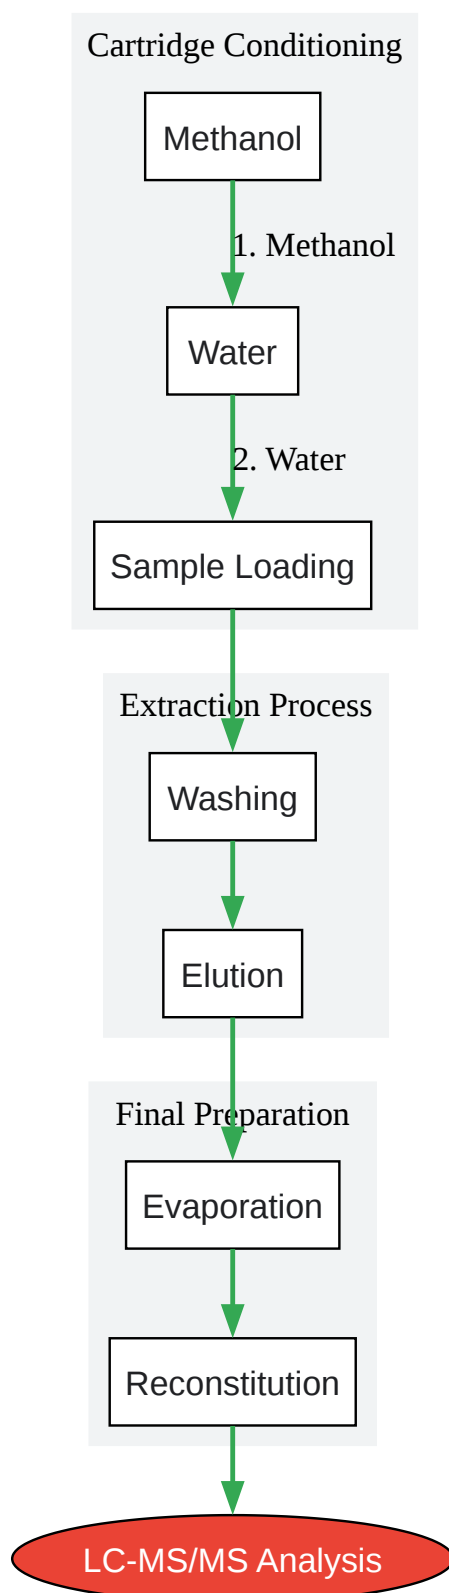 Cartridge Conditioning
Methanol
1. Methanol
Water
2. Water
Sample Loading
Extraction Process
Washing
Elution
Final Preparation
Evaporation
Reconstitution
LC-MS/MS Analysis